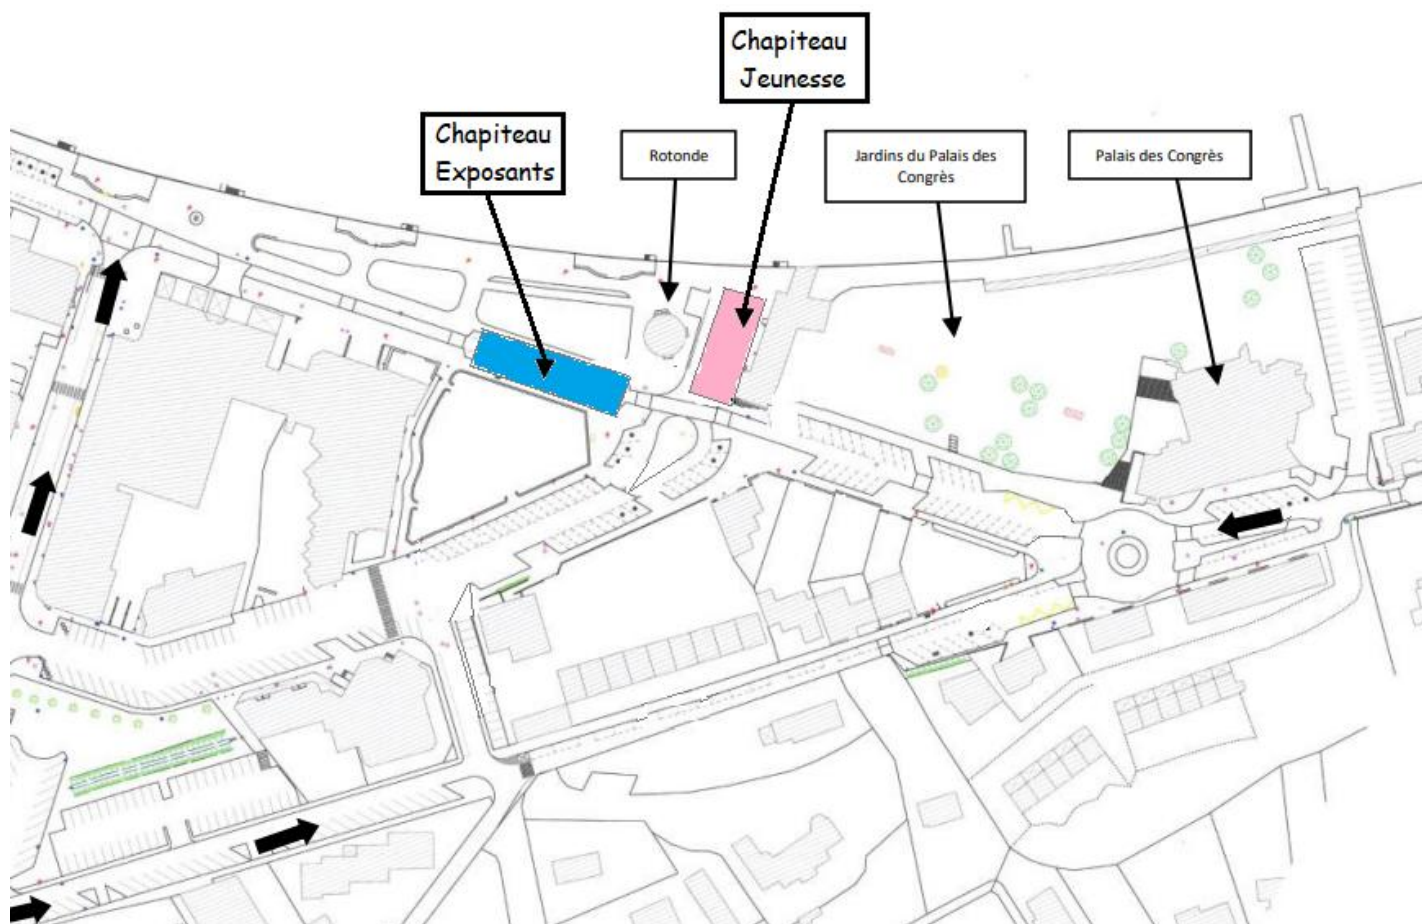 Chapiteau
Jeunesse
Chapiteau
Exposants
Rotonde
Jardins du Palais des
Congrès
Palais des Congrès